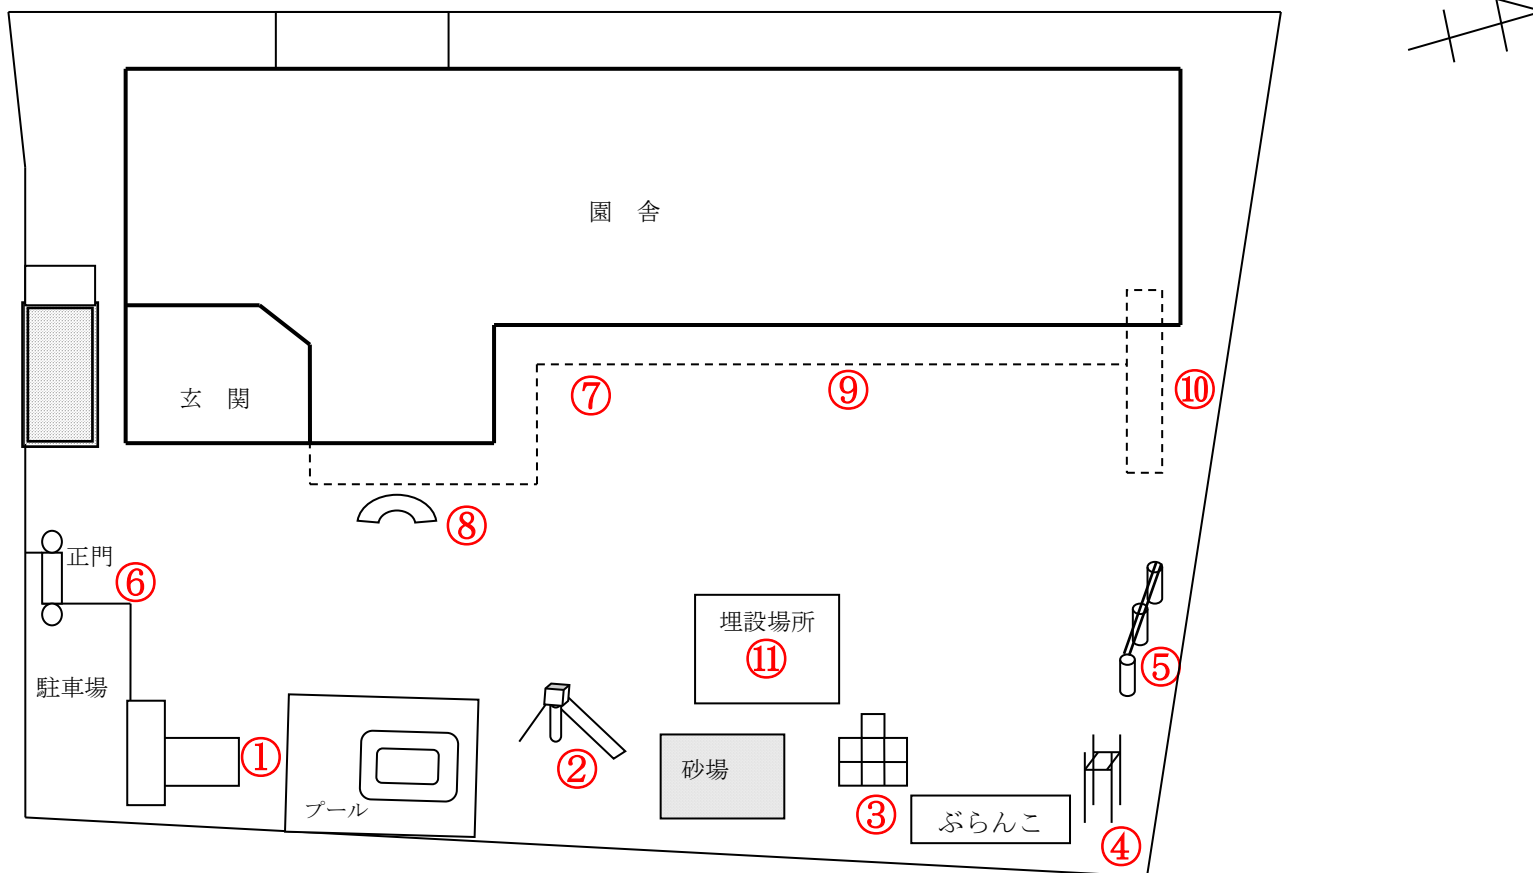 園　舎
玄　関
⑦
⑨
⑩
⑧
正門
⑥
埋設場所
⑪
⑤
駐車場
①
②
砂場
プール
③
ぶらんこ
④